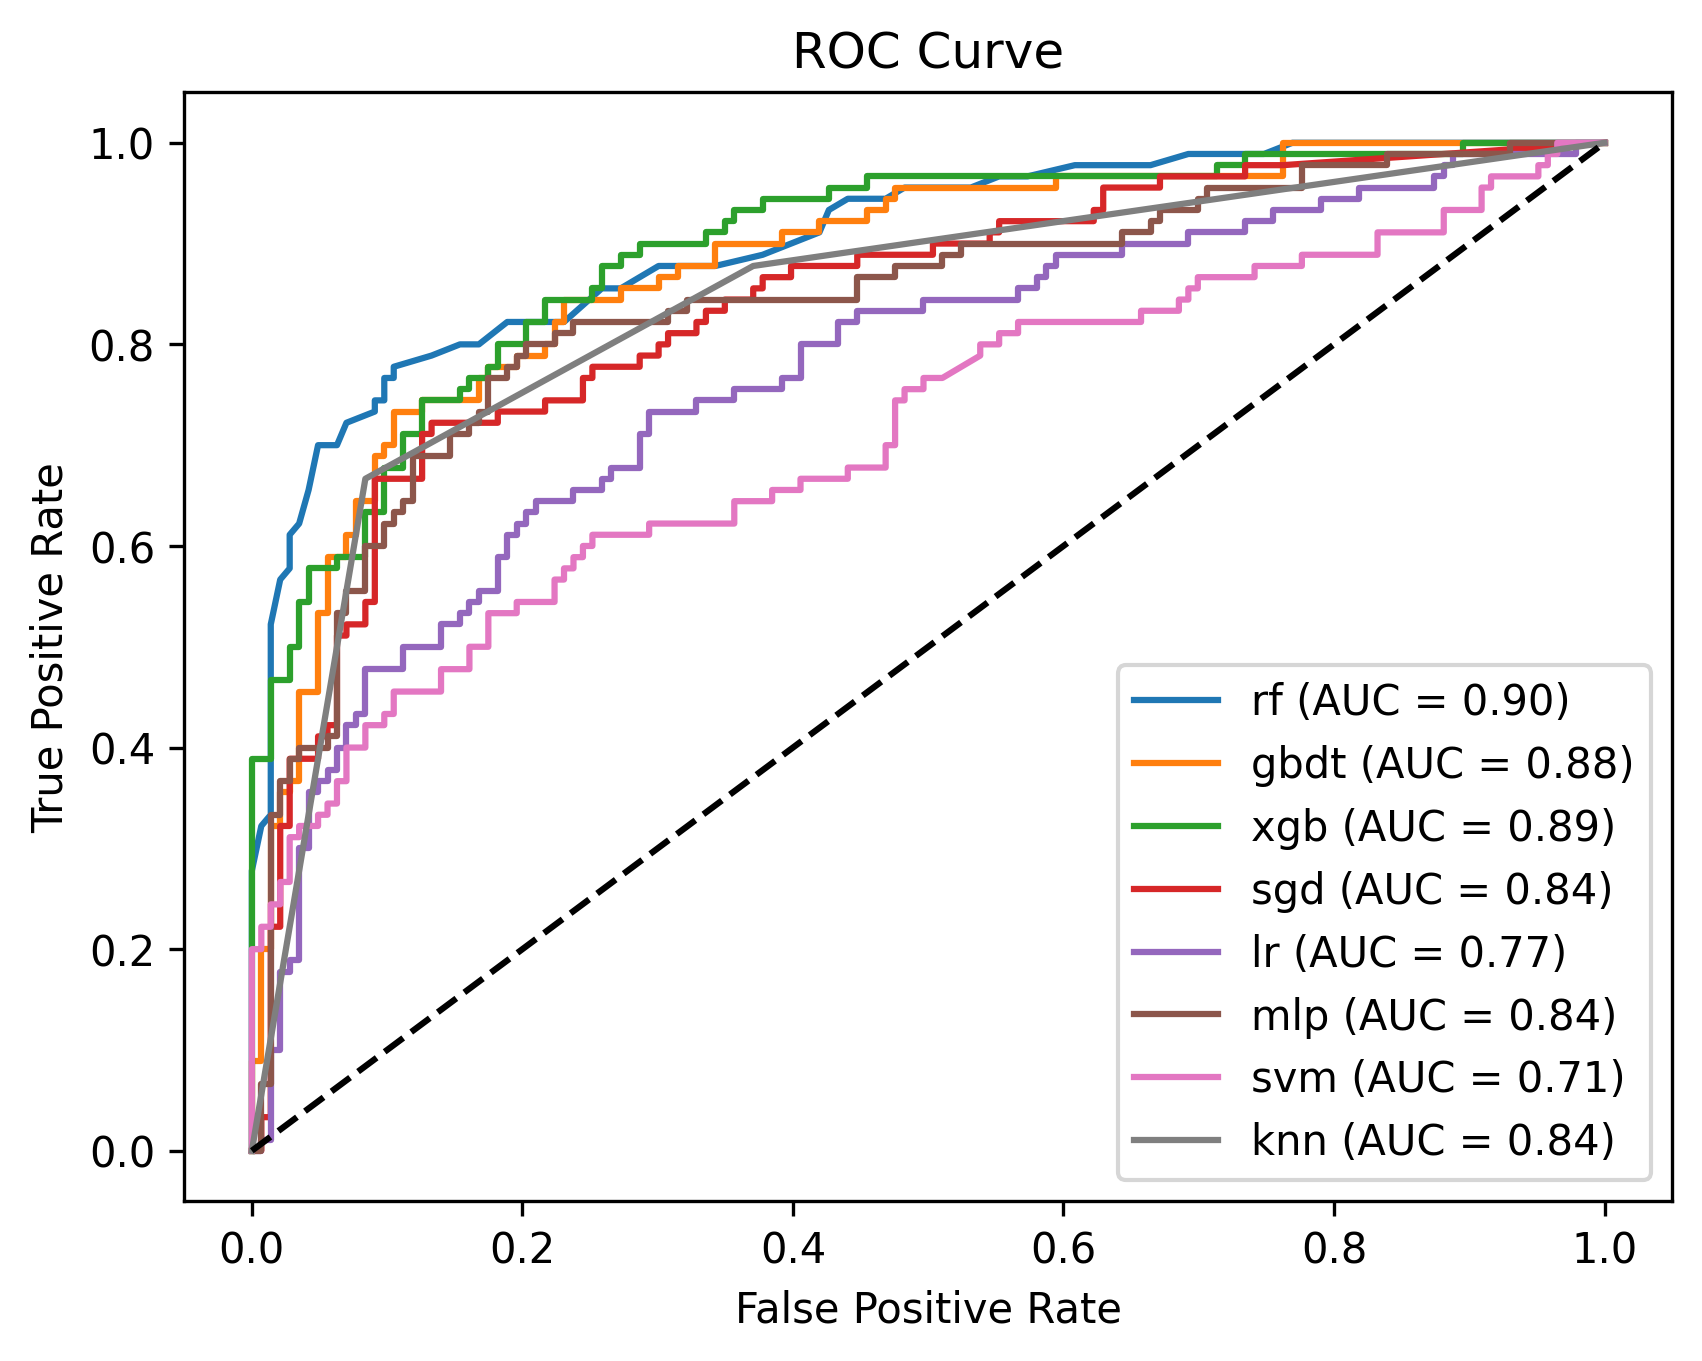 ROC Curve
True Positive Rate
1.0
0.8
0.6
0.4
0.2
0.0
rf (AUC = 0.90)
gbdt (AUC = 0.88)
xgb (AUC = 0.89)
sgd (AUC = 0.84)
lr (AUC = 0.77)
mlp (AUC = 0.84)
svm (AUC = 0.71)
knn (AUC = 0.84)
0.0 0.2 0.4 0.6 0.8 1.0
False Positive Rate